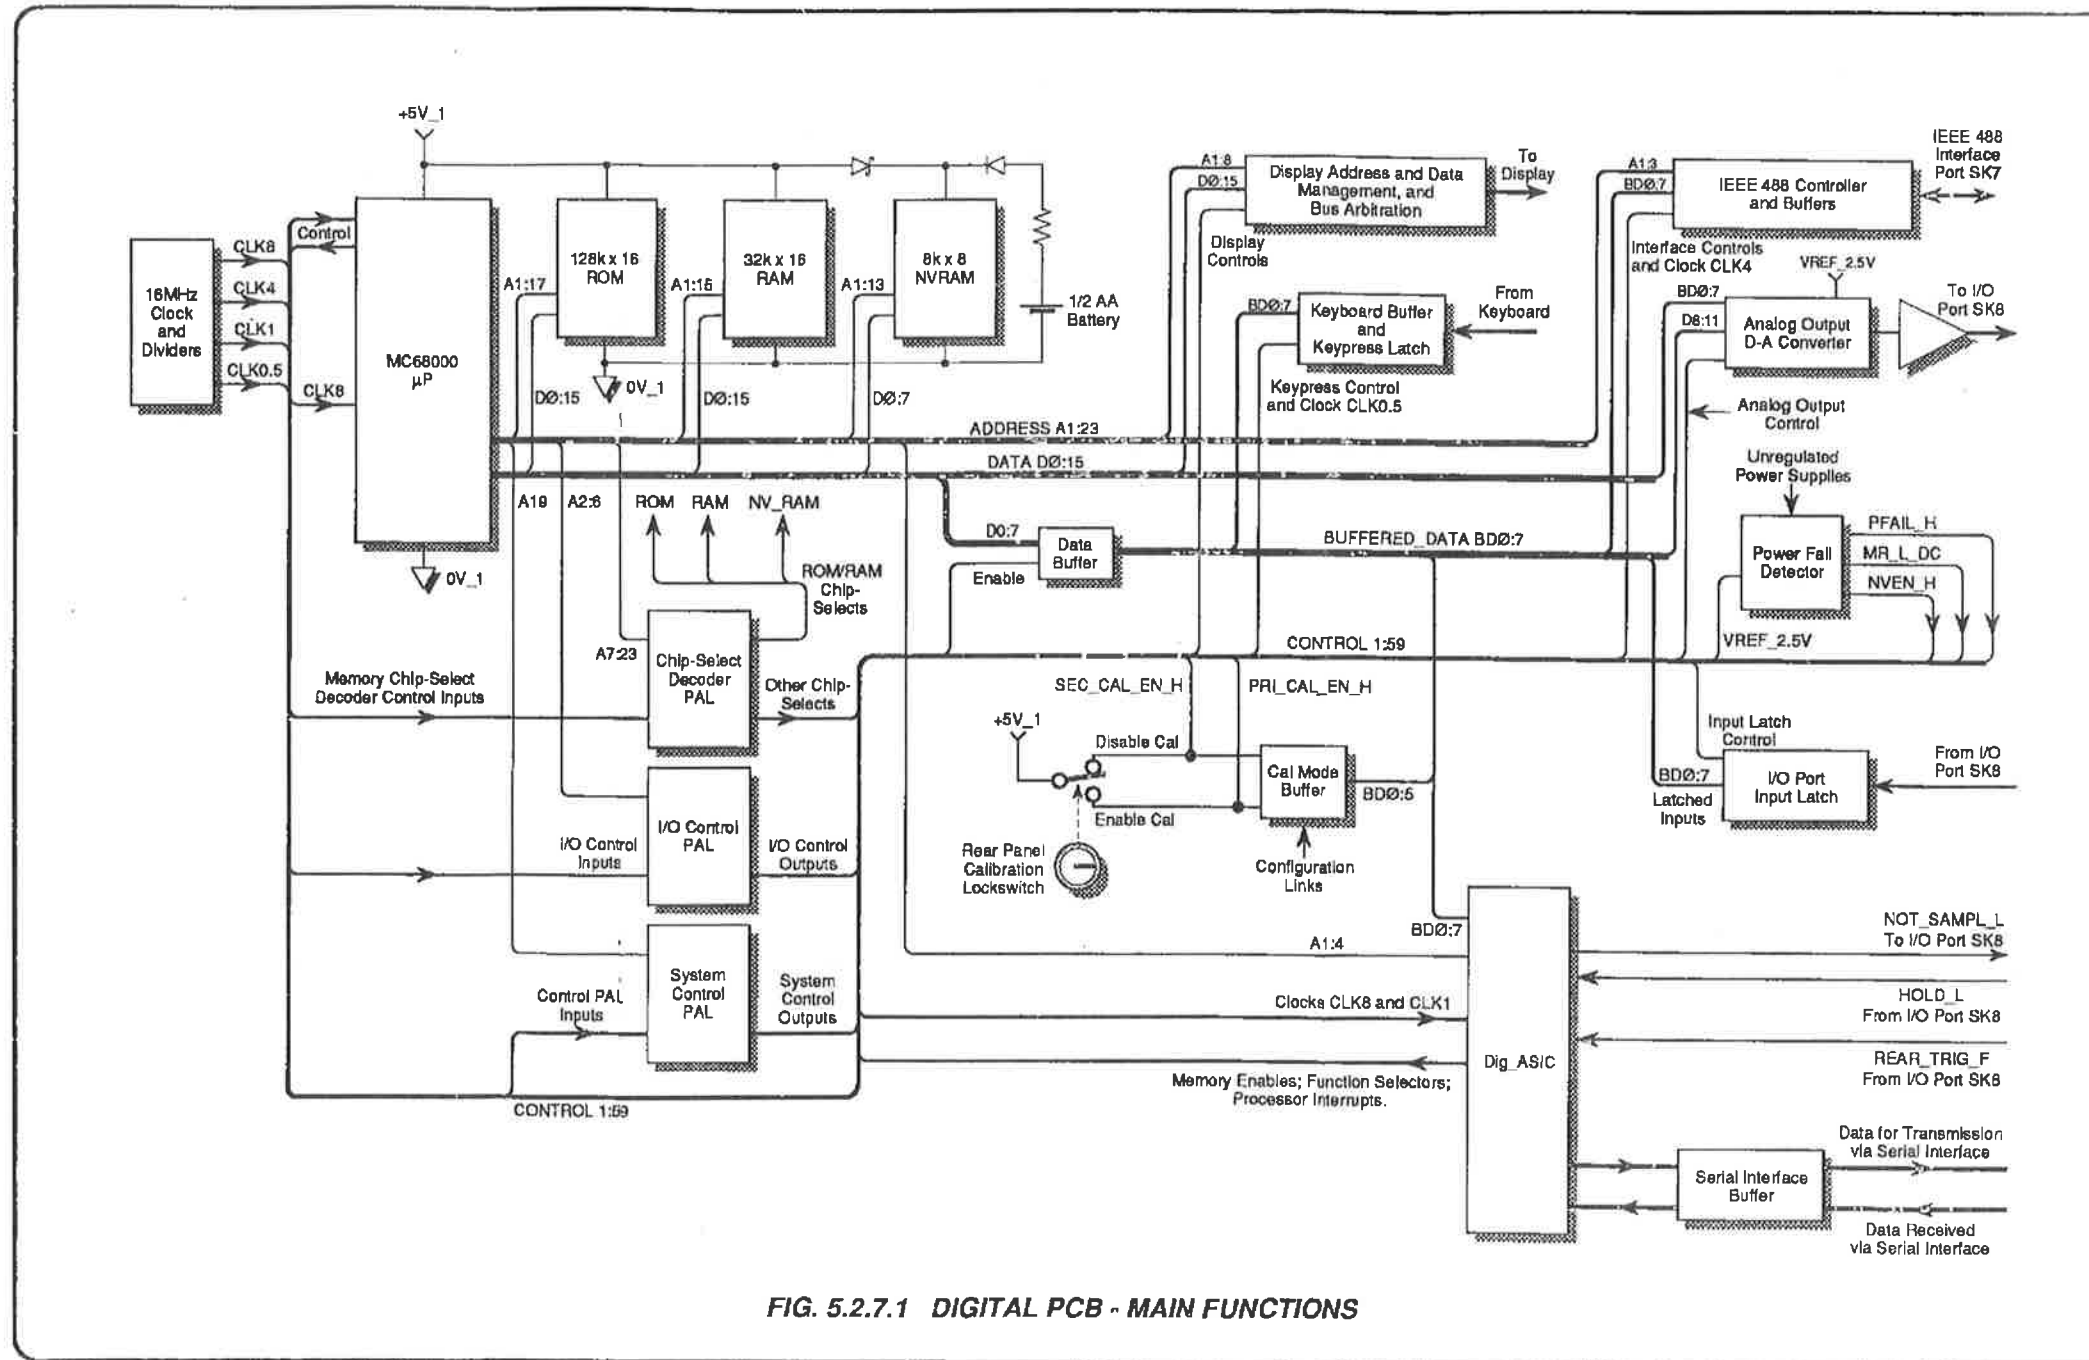 +5V_1
IEEE 488
Interface
Port SK7
To
Display
A1:8
DØ:15
Display Address and Data
Management, and
Bus Arbitration
A1:3
BDØ:7
IEEE 488 Controller
and Buffers
Display
Controls
Interface Controls
and Clock CLK4
VREF_2.5V
Control
CLK8
CLK4
CLK1
CLK0.5
CLK8
16MHz
Clock
and
Dividers
MC68000
µP
128k x 16
ROM
32k x 16
RAM
8k x 8
NVRAM
A1:17
A1:15
A1:13
1/2 AA
Battery
BDØ:7
Keyboard Buffer
and
Keypress Latch
From
Keyboard
BDØ:7
D8:11
Analog Output
D-A Converter
To I/O
Port SK8
DØ:15
0V_1
DØ:15
DØ:7
Keypress Control
and Clock CLK0.5
Analog Output
Control
ADDRESS A1:23
DATA DØ:15
Unregulated
Power Supplies
A19
A2:6
ROM
RAM
NV_RAM
D0:7
Data
Buffer
Enable
BUFFERED_DATA BDØ:7
Power Fail
Detector
PFAIL_H
MR_L_DC
NVEN_H
0V_1
ROM/RAM
Chip-
Selects
A7:23
Chip-Select
Decoder
PAL
CONTROL 1:59
VREF_2.5V
Memory Chip-Select
Decoder Control Inputs
Other Chip-
Selects
SEC_CAL_EN_H
PRI_CAL_EN_H
+5V_1
Disable Cal
Enable Cal
Cal Mode
Buffer
BDØ:5
Input Latch
Control
BDØ:7
Latched
Inputs
I/O Port
Input Latch
From I/O
Port SK8
I/O Control
Inputs
I/O Control
PAL
I/O Control
Outputs
Rear Panel
Calibration
Lockswitch
Configuration
Links
BDØ:7
A1:4
NOT_SAMPL_L
To I/O Port SK8
Control PAL
Inputs
System
Control
PAL
System
Control
Outputs
Clocks CLK8 and CLK1
HOLD_L
From I/O Port SK8
Dig_ASIC
REAR_TRIG_F
From I/O Port SK8
Memory Enables; Function Selectors;
Processor Interrupts.
CONTROL 1:59
Serial Interface
Buffer
Data for Transmission
via Serial Interface
Data Received
via Serial Interface
FIG. 5.2.7.1 DIGITAL PCB - MAIN FUNCTIONS